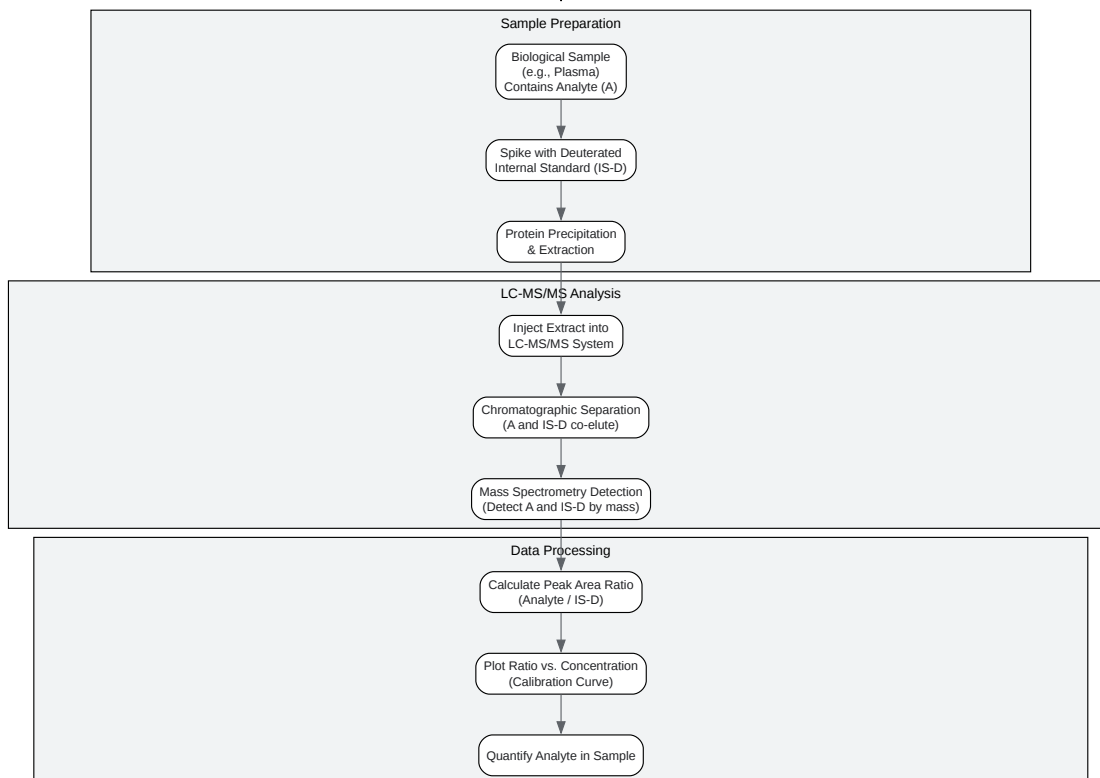 Sample Preparation
Biological Sample
(e.g., Plasma)
Contains Analyte (A)
Spike with Deuterated
Internal Standard (IS-D)
Protein Precipitation
& Extraction
LC-MS/MS Analysis
Inject Extract into
LC-MS/MS System
Chromatographic Separation
(A and IS-D co-elute)
Mass Spectrometry Detection
(Detect A and IS-D by mass)
Data Processing
Calculate Peak Area Ratio
(Analyte / IS-D)
Plot Ratio vs. Concentration
(Calibration Curve)
Quantify Analyte in Sample